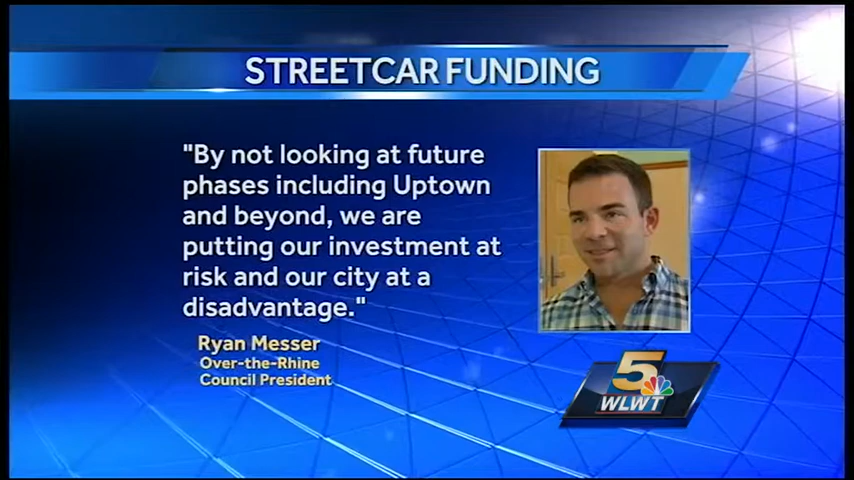 STREETCAR FUNDING
"By not looking at future
phases including Uptown
and beyond, we are
putting our investment at
risk and our city at a
disadvantage."
Ryan Messer
Over-the-Rhine
Council President
5
WLWT